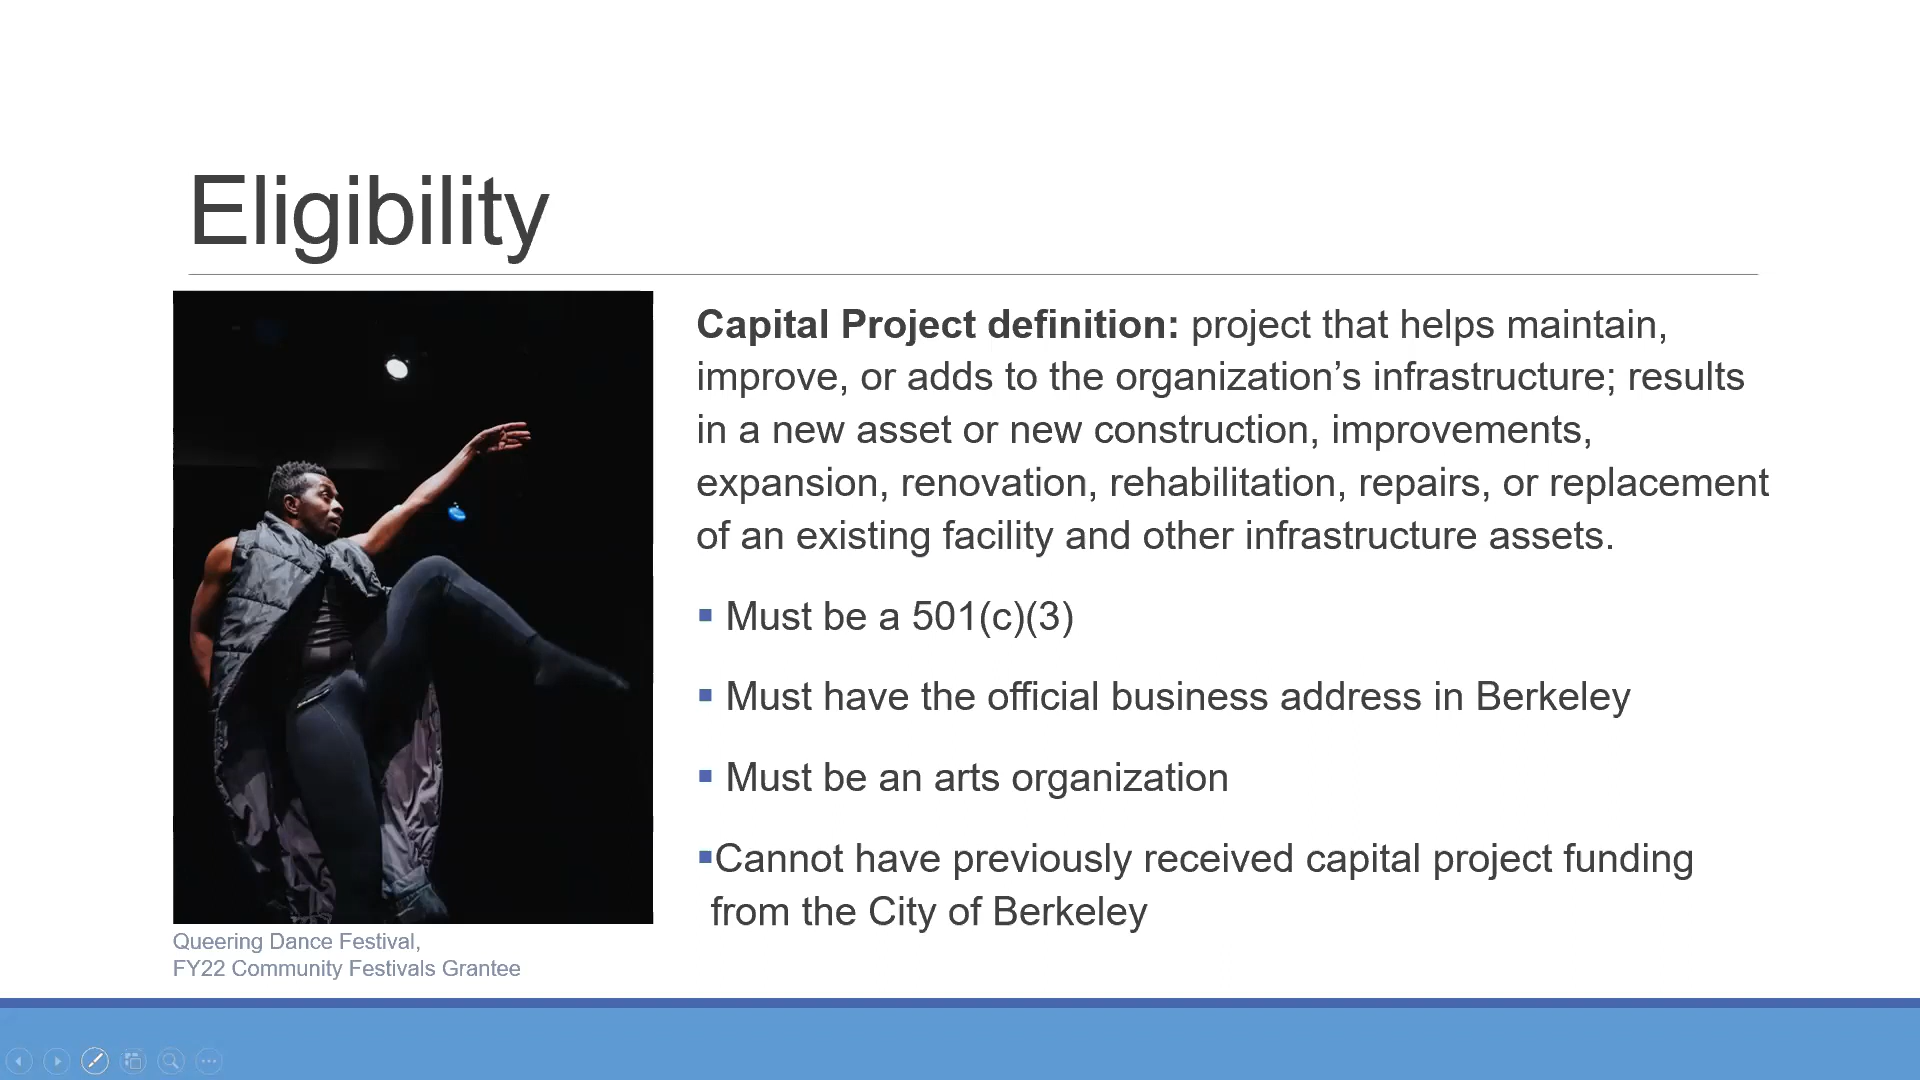 Eligibility
Capital Project definition: project that helps maintain,
improve, or adds to the organization’s infrastructure; results
in a new asset or new construction, improvements,
expansion, renovation, rehabilitation, repairs, or replacement
of an existing facility and other infrastructure assets.
▪ Must be a 501(c)(3)
▪ Must have the official business address in Berkeley
▪ Must be an arts organization
▪Cannot have previously received capital project funding
from the City of Berkeley
Queering Dance Festival,
FY22 Community Festivals Grantee